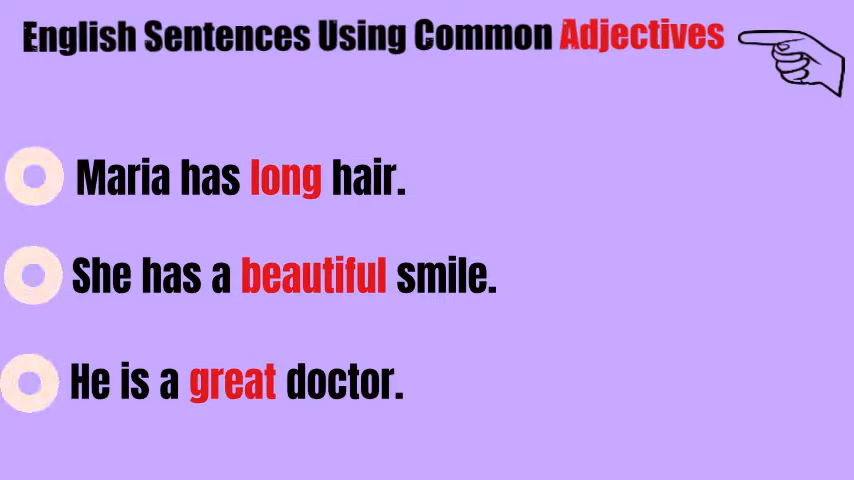 English Sentences Using Common Adjectives
Maria has long hair.
She has a beautiful smile.
He is a great doctor.